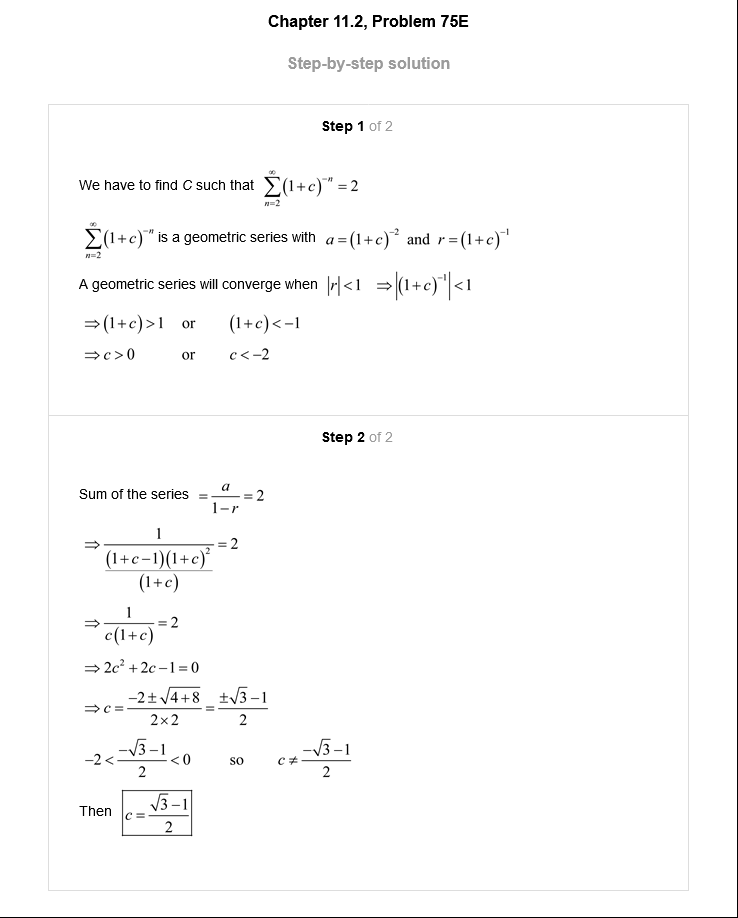 Chapter 11.2, Problem 75E
Step-by-step solution
Step 1 of 2
We have to find C such that $\sum_{n=2}^{\infty}(1+c)^{-n}=2$
$\sum_{n=2}^{\infty}(1+c)^{-n}$ is a geometric series with $a=(1+c)^{-2}$ and $r=(1+c)^{-1}$
A geometric series will converge when $|r|<1$ $\Rightarrow\left|(1+c)^{-1}\right|<1$
$\Rightarrow(1+c)>1$ or $(1+c)<-1$
$\Rightarrow c>0$ or $c<-2$
Step 2 of 2
Sum of the series $=\frac{a}{1-r}=2$
$\Rightarrow\frac{1}{\frac{(1+c-1)(1+c)^{2}}{(1+c)}}=2$
$\Rightarrow\frac{1}{c(1+c)}=2$
$\Rightarrow 2c^{2}+2c-1=0$
$\Rightarrow c=\frac{-2\pm\sqrt{4+8}}{2\times 2}=\frac{\pm\sqrt{3}-1}{2}$
$-2<\frac{-\sqrt{3}-1}{2}<0$ so $c\neq\frac{-\sqrt{3}-1}{2}$
Then $c=\frac{\sqrt{3}-1}{2}$